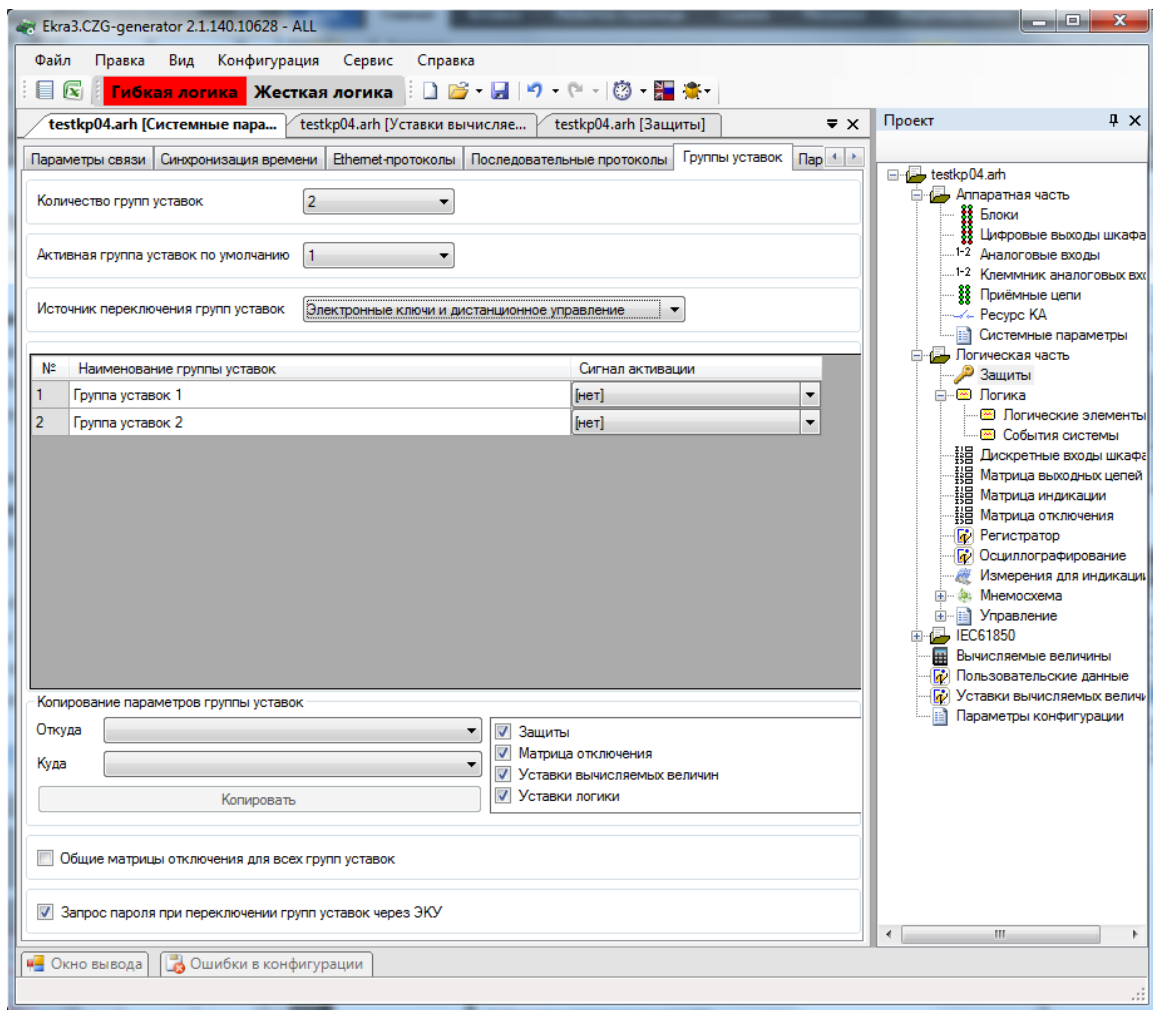 Ekra3.CZG-generator 2.1.140.10628 - ALL
Файл Правка Вид Конфигурация Сервис Справка
Гибкая логика Жесткая логика
testkp04.arh [Системные пара... testkp04.arh [Уставки вычисляе... testkp04.arh [Защиты]
Параметры связи Синхронизация времени Ethernet-протоколы Последовательные протоколы Группы уставок Пар
Количество групп уставок 2
Активная группа уставок по умолчанию 1
Источник переключения групп уставок Электронные ключи и дистанционное управление
№ Наименование группы уставок Сигнал активации
1 Группа уставок 1 [нет]
2 Группа уставок 2 [нет]
Копирование параметров группы уставок
Откуда
Куда
Копировать
Защиты
Матрица отключения
Уставки вычисляемых величин
Уставки логики
Общие матрицы отключения для всех групп уставок
Запрос пароля при переключении групп уставок через ЭКУ
Окно вывода Ошибки в конфигурации
Проект
testkp04.arh
Аппаратная часть
Блоки
Цифровые выходы шкафа
1-2 Аналоговые входы
1-2 Клеммник аналоговых вхо
Приёмные цепи
Ресурс КА
Системные параметры
Логическая часть
Защиты
Логика
Логические элементы
События системы
Дискретные входы шкафа
Матрица выходных цепей
Матрица индикации
Матрица отключения
Регистратор
Осциллографирование
Измерения для индикации
Мнемосхема
Управление
IEC61850
Вычисляемые величины
Пользовательские данные
Уставки вычисляемых велич
Параметры конфигурации